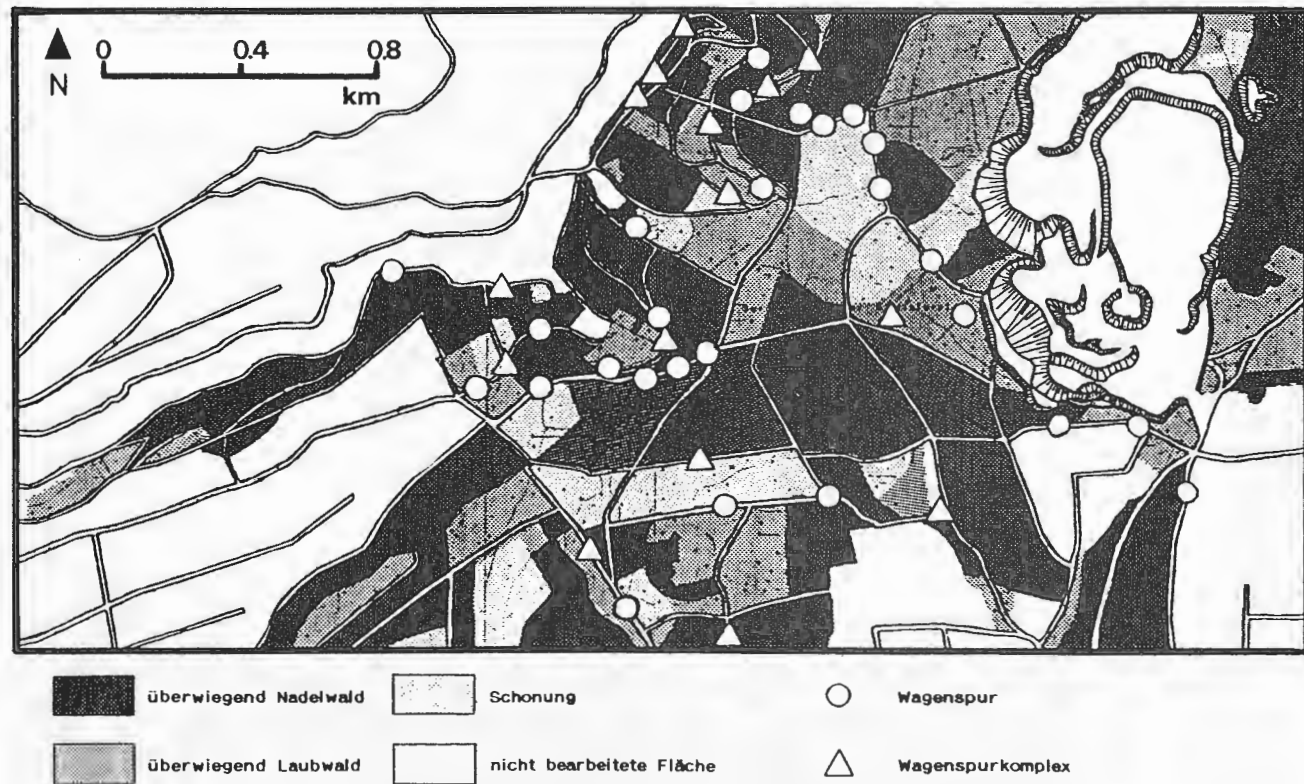 0 0.4 0.8
N
km
überwiegend Nadelwald
Schonung
Wagenspur
überwiegend Laubwald
nicht bearbeitete Fläche
Wagenspurkomplex